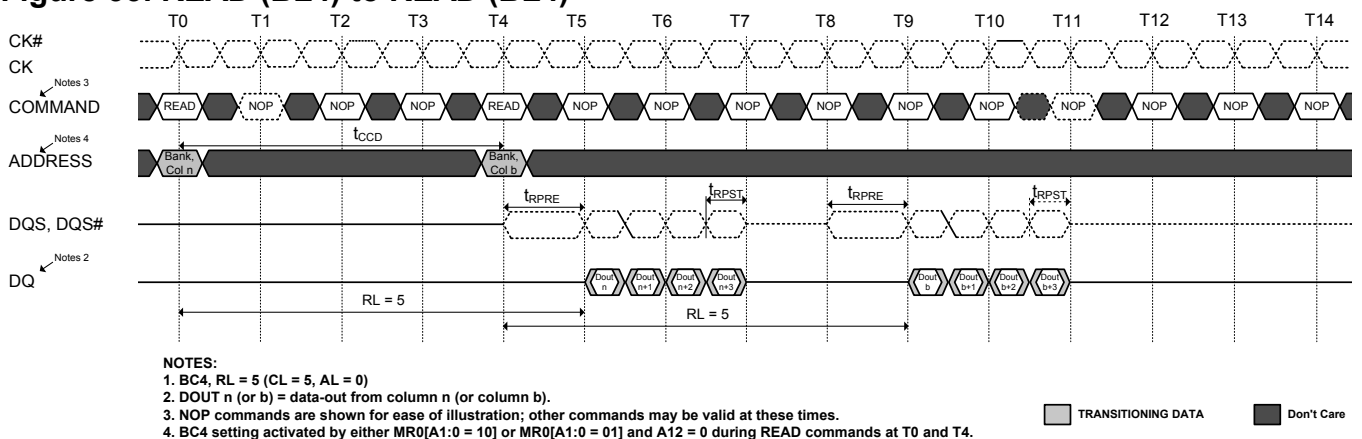 T0 T1 T2 T3 T4 T5 T6 T7 T8 T9 T10 T11 T12 T13 T14
CK#
CK
Notes 3
COMMAND READ NOP NOP NOP READ NOP NOP NOP NOP NOP NOP NOP NOP NOP NOP
tCCD
Notes 4
ADDRESS Bank, Col n Bank, Col b
tRPRE tRPST tRPRE tRPST
DQS, DQS#
Notes 2
DQ Dout n Dout n+1 Dout n+2 Dout n+3 Dout b Dout b+1 Dout b+2 Dout b+3
RL = 5 RL = 5
NOTES:
1. BC4, RL = 5 (CL = 5, AL = 0)
2. DOUT n (or b) = data-out from column n (or column b).
3. NOP commands are shown for ease of illustration; other commands may be valid at these times.
4. BC4 setting activated by either MR0[A1:0 = 10] or MR0[A1:0 = 01] and A12 = 0 during READ commands at T0 and T4.
TRANSITIONING DATA Don't Care